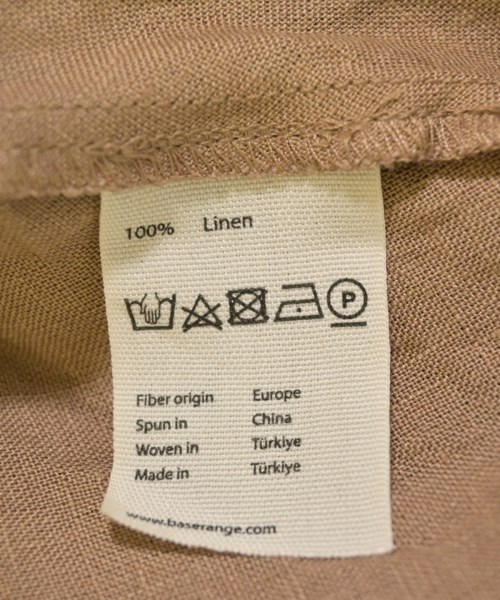 100% Linen
P
Fiber origin Europe
Spun in China
Woven in Türkiye
Made in Türkiye
www.baserange.com